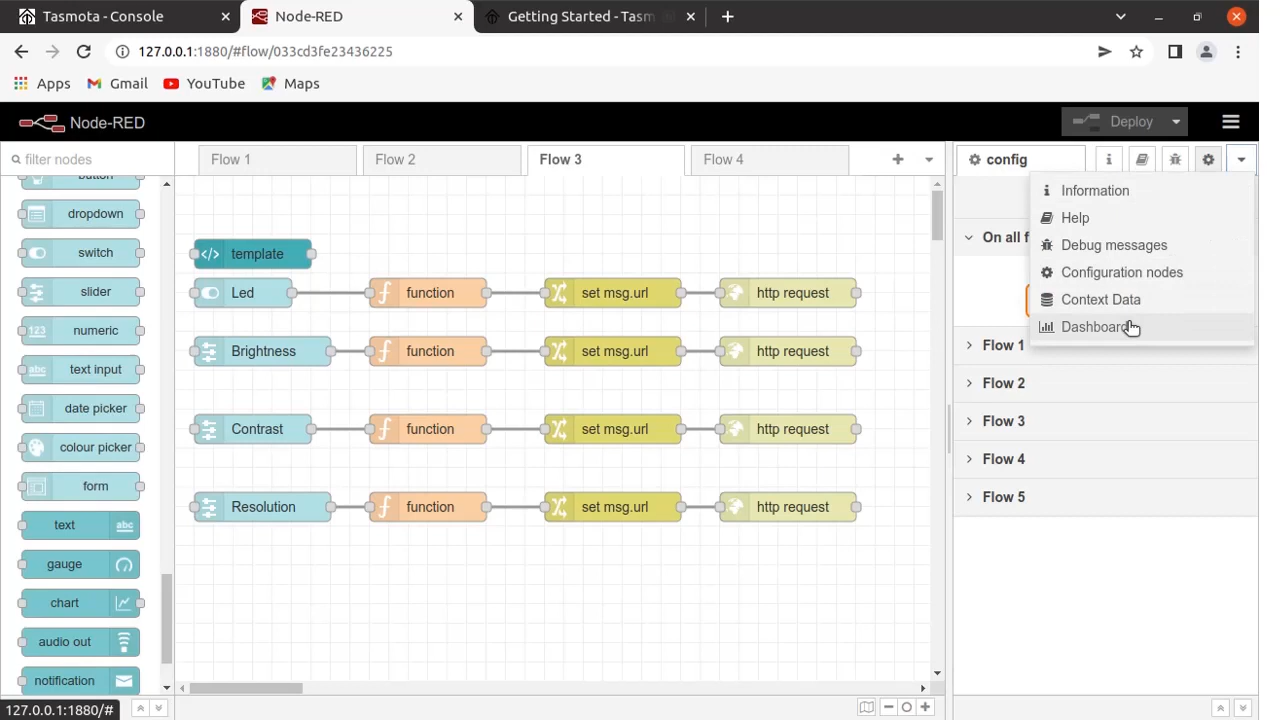 Tasmota - Console
Node-RED
Getting Started - Tasm
127.0.0.1:1880/#flow/033cd3fe23436225
Apps
Gmail
YouTube
Maps
Node-RED
Deploy
filter nodes
Flow 1
Flow 2
Flow 3
Flow 4
config
button
dropdown
switch
slider
123
numeric
abc
text input
date picker
colour picker
form
text
abc
gauge
chart
audio out
notification
template
Led
function
set msg.url
http request
Brightness
function
set msg.url
http request
Contrast
function
set msg.url
http request
Resolution
function
set msg.url
http request
Information
Help
Debug messages
Configuration nodes
Context Data
Dashboard
On all f
Flow 1
Flow 2
Flow 3
Flow 4
Flow 5
127.0.0.1:1880/#